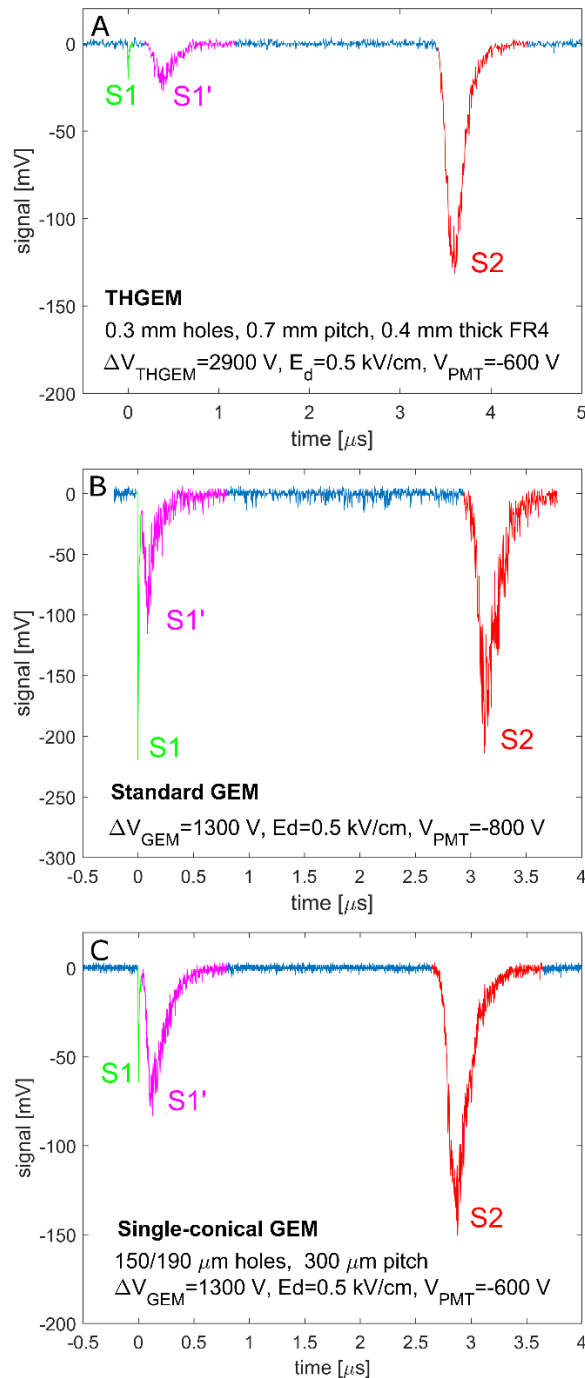 A
0
-50
-100
-150
-200
signal [mV]
S1
S1'
S2
THGEM
0.3 mm holes, 0.7 mm pitch, 0.4 mm thick FR4
ΔV_THGEM=2900 V, E_d=0.5 kV/cm, V_PMT=-600 V
0 1 2 3 4 5
time [μs]
B
0
-50
-100
-150
-200
-250
-300
signal [mV]
S1'
S1
S2
Standard GEM
ΔV_GEM=1300 V, Ed=0.5 kV/cm, V_PMT=-800 V
-0.5 0 0.5 1 1.5 2 2.5 3 3.5 4
time [μs]
C
0
-50
-100
-150
-200
signal [mV]
S1
S1'
S2
Single-conical GEM
150/190 μm holes, 300 μm pitch
ΔV_GEM=1300 V, Ed=0.5 kV/cm, V_PMT=-600 V
-0.5 0 0.5 1 1.5 2 2.5 3 3.5 4
time [μs]